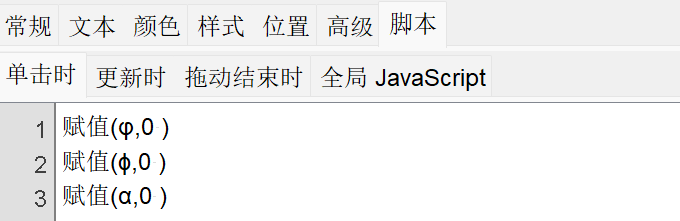 常规 文本 颜色 样式 位置 高级 脚本
单击时 更新时 拖动结束时 全局 JavaScript
1 赋值(φ,0 )
2 赋值(ϕ,0 )
3 赋值(α,0 )